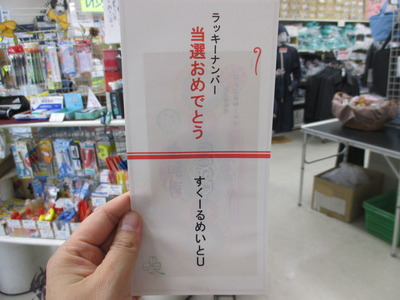 ラッキーナンバー
当選おめでとう
すくーるめいとU